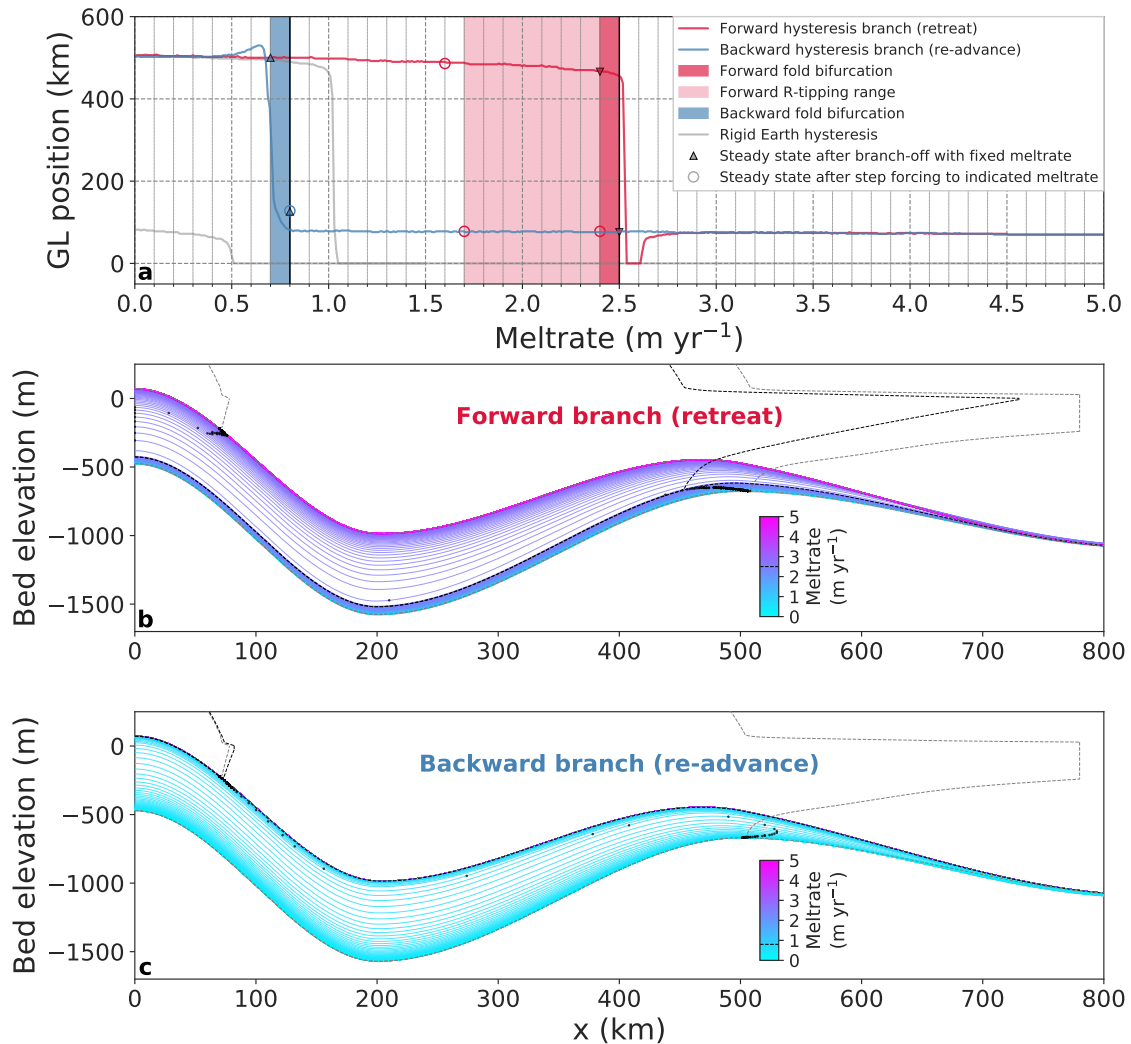 600
400
200
0
GL position (km)
a
Forward hysteresis branch (retreat)
Backward hysteresis branch (re-advance)
Forward fold bifurcation
Forward R-tipping range
Backward fold bifurcation
Rigid Earth hysteresis
Steady state after branch-off with fixed meltrate
Steady state after step forcing to indicated meltrate
0.0 0.5 1.0 1.5 2.0 2.5 3.0 3.5 4.0 4.5 5.0
Meltrate (m yr⁻¹)
0
−500
−1000
−1500
Bed elevation (m)
b
Forward branch (retreat)
5
4
3
2
1
0
Meltrate
(m yr⁻¹)
0 100 200 300 400 500 600 700 800
0
−500
−1000
−1500
Bed elevation (m)
c
Backward branch (re-advance)
5
4
3
2
1
0
Meltrate
(m yr⁻¹)
0 100 200 300 400 500 600 700 800
x (km)